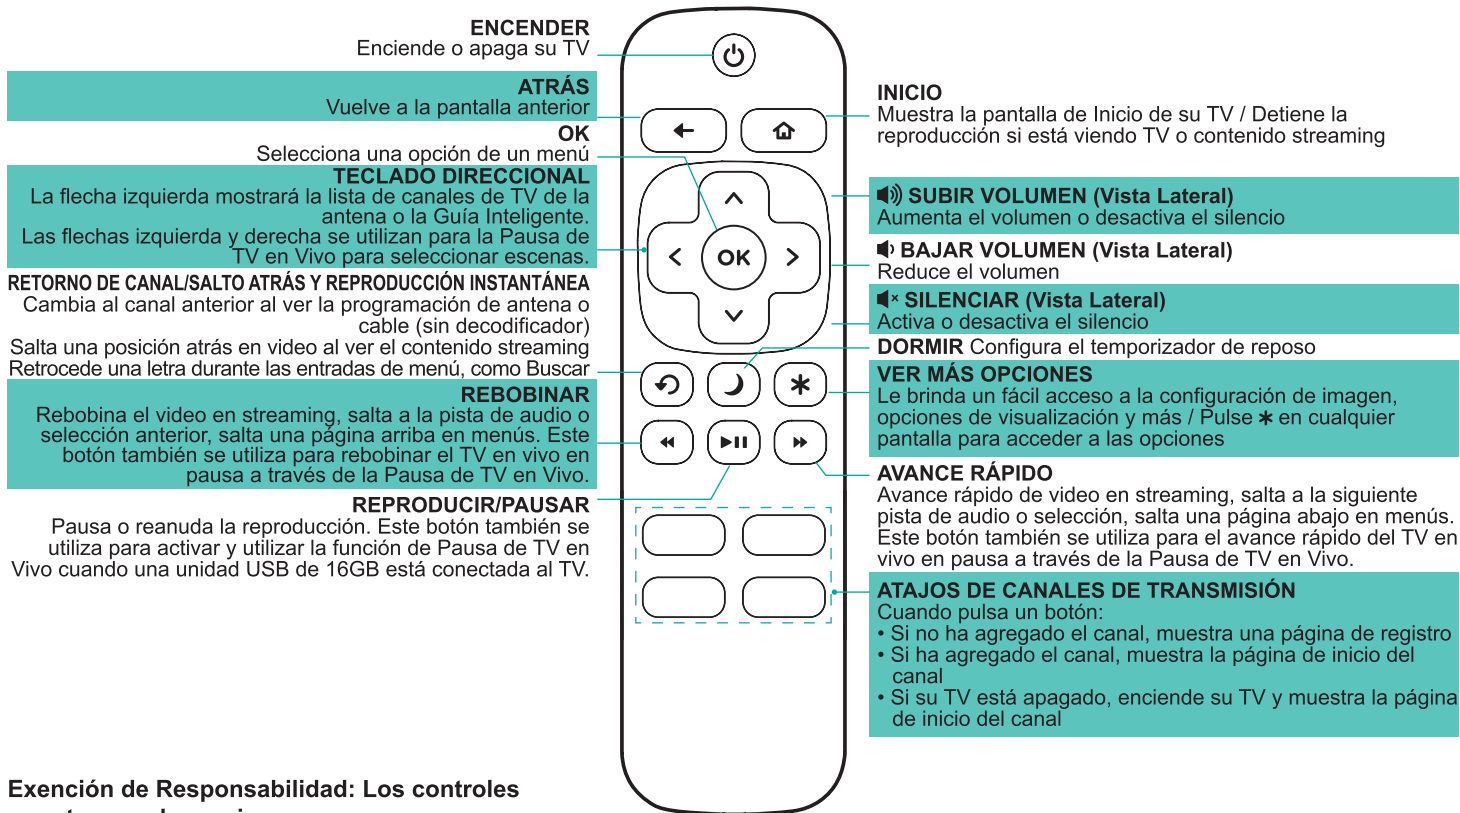 ENCENDER
Enciende o apaga su TV
ATRÁS
Vuelve a la pantalla anterior
OK
Selecciona una opción de un menú
TECLADO DIRECCIONAL
La flecha izquierda mostrará la lista de canales de TV de la
antena o la Guía Inteligente.
Las flechas izquierda y derecha se utilizan para la Pausa de
TV en Vivo para seleccionar escenas.
RETORNO DE CANAL/SALTO ATRÁS Y REPRODUCCIÓN INSTANTÁNEA
Cambia al canal anterior al ver la programación de antena o
cable (sin decodificador)
Salta una posición atrás en video al ver el contenido streaming
Retrocede una letra durante las entradas de menú, como Buscar
REBOBINAR
Rebobina el video en streaming, salta a la pista de audio o
selección anterior, salta una página arriba en menús. Este
botón también se utiliza para rebobinar el TV en vivo en
pausa a través de la Pausa de TV en Vivo.
REPRODUCIR/PAUSAR
Pausa o reanuda la reproducción. Este botón también se
utiliza para activar y utilizar la función de Pausa de TV en
Vivo cuando una unidad USB de 16GB está conectada al TV.
OK
INICIO
Muestra la pantalla de Inicio de su TV / Detiene la
reproducción si está viendo TV o contenido streaming
SUBIR VOLUMEN (Vista Lateral)
Aumenta el volumen o desactiva el silencio
BAJAR VOLUMEN (Vista Lateral)
Reduce el volumen
SILENCIAR (Vista Lateral)
Activa o desactiva el silencio
DORMIR Configura el temporizador de reposo
VER MÁS OPCIONES
Le brinda un fácil acceso a la configuración de imagen,
opciones de visualización y más / Pulse * en cualquier
pantalla para acceder a las opciones
AVANCE RÁPIDO
Avance rápido de video en streaming, salta a la siguiente
pista de audio o selección, salta una página abajo en menús.
Este botón también se utiliza para el avance rápido del TV en
vivo en pausa a través de la Pausa de TV en Vivo.
ATAJOS DE CANALES DE TRANSMISIÓN
Cuando pulsa un botón:
• Si no ha agregado el canal, muestra una página de registro
• Si ha agregado el canal, muestra la página de inicio del
canal
• Si su TV está apagado, enciende su TV y muestra la página
de inicio del canal
Exención de Responsabilidad: Los controles